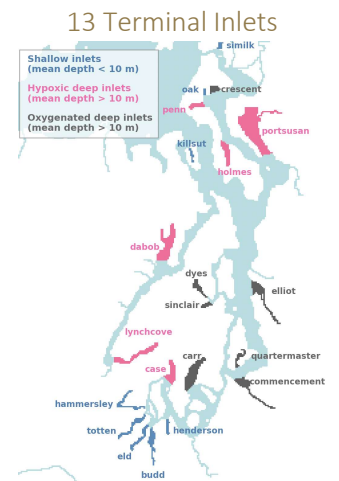 13 Terminal Inlets
similk
Shallow inlets
(mean depth < 10 m)
Hypoxic deep inlets
(mean depth > 10 m)
Oxygenated deep inlets
(mean depth > 10 m)
oak
crescent
penn
portsusan
killsut
holmes
dabob
dyes
elliot
sinclair
lynchcove
carr
quartermaster
case
commencement
hammersley
totten
henderson
eld
budd